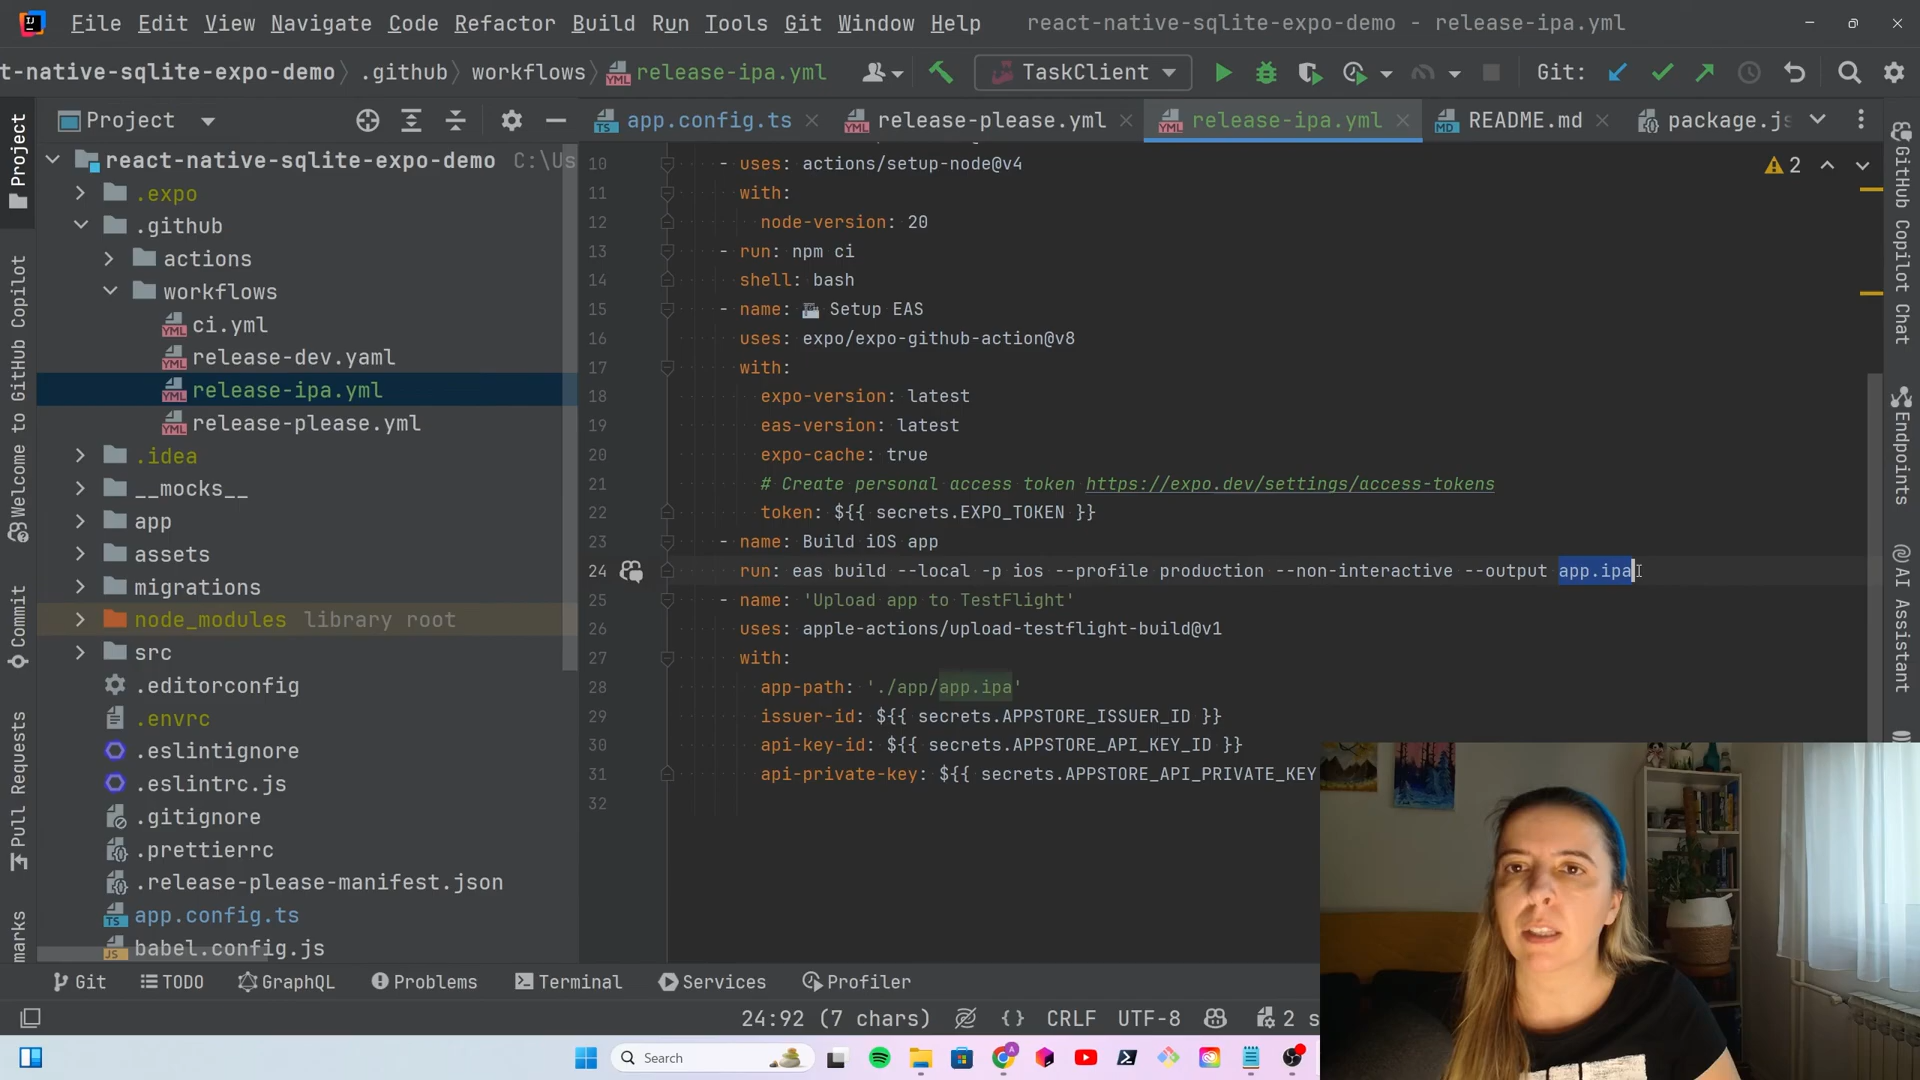 File Edit View Navigate Code Refactor Build Run Tools Git Window Help react-native-sqlite-expo-demo - release-ipa.yml
t-native-sqlite-expo-demo .github workflows release-ipa.yml TaskClient Git:
Project app.config.ts release-please.yml release-ipa.yml README.md package.js
react-native-sqlite-expo-demo C:\Us
.expo
.github
actions
workflows
ci.yml
release-dev.yaml
release-ipa.yml
release-please.yml
.idea
__mocks__
app
assets
migrations
node_modules library root
src
.editorconfig
.envrc
.eslintignore
.eslintrc.js
.gitignore
.prettierrc
.release-please-manifest.json
app.config.ts
babel.config.js
10 - uses: actions/setup-node@v4
11 with:
12 node-version: 20
13 - run: npm ci
14 shell: bash
15 - name: Setup EAS
16 uses: expo/expo-github-action@v8
17 with:
18 expo-version: latest
19 eas-version: latest
20 expo-cache: true
21 # Create personal access token https://expo.dev/settings/access-tokens
22 token: ${{ secrets.EXPO_TOKEN }}
23 - name: Build iOS app
24 run: eas build --local -p ios --profile production --non-interactive --output app.ipa
25 - name: 'Upload app to TestFlight'
26 uses: apple-actions/upload-testflight-build@v1
27 with:
28 app-path: './app/app.ipa'
29 issuer-id: ${{ secrets.APPSTORE_ISSUER_ID }}
30 api-key-id: ${{ secrets.APPSTORE_API_KEY_ID }}
31 api-private-key: ${{ secrets.APPSTORE_API_PRIVATE_KEY
32
2
Project
Welcome to GitHub Copilot
Commit
Pull Requests
marks
GitHub Copilot Chat
Endpoints
AI Assistant
Git TODO GraphQL Problems Terminal Services Profiler
24:92 (7 chars) CRLF UTF-8 2 s
Search